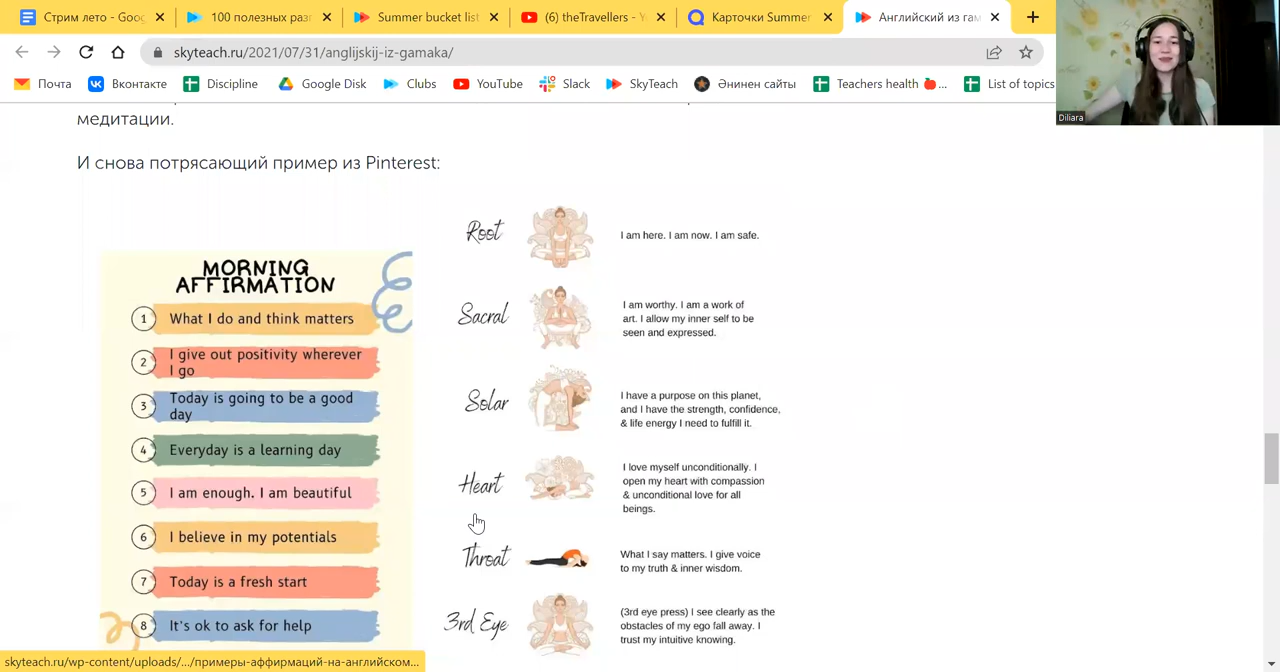 Стрим лето - Goo
100 полезных раз
Summer bucket list
(6) theTravellers - Y
Карточки Summer
Английский из гам
skyteach.ru/2021/07/31/anglijskij-iz-gamaka/
Почта
Вконтакте
Discipline
Google Disk
Clubs
YouTube
Slack
SkyTeach
Әнинен сайты
Teachers health 🍎...
List of topics
Diliara
медитации.
И снова потрясающий пример из Pinterest:
MORNING
AFFIRMATION
1 What I do and think matters
2 I give out positivity wherever
I go
3 Today is going to be a good
day
4 Everyday is a learning day
5 I am enough. I am beautiful
6 I believe in my potentials
7 Today is a fresh start
8 It's ok to ask for help
Root
I am here. I am now. I am safe.
Sacral
I am worthy. I am a work of
art. I allow my inner self to be
seen and expressed.
Solar
I have a purpose on this planet,
and I have the strength, confidence,
& life energy I need to fulfill it.
Heart
I love myself unconditionally. I
open my heart with compassion
& unconditional love for all
beings.
Throat
What I say matters. I give voice
to my truth & inner wisdom.
3rd Eye
(3rd eye press) I see clearly as the
obstacles of my ego fall away. I
trust my intuitive knowing.
skyteach.ru/wp-content/uploads/.../примеры-аффирмаций-на-английском...